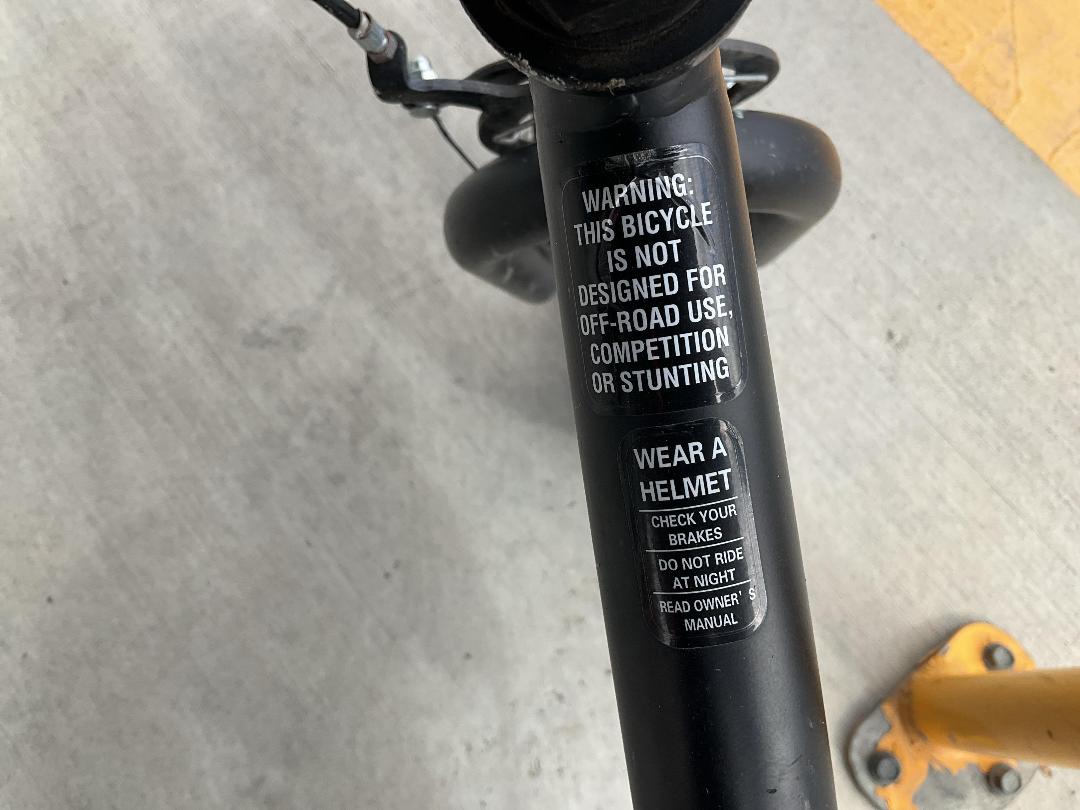 WARNING:
THIS BICYCLE
IS NOT
DESIGNED FOR
OFF-ROAD USE,
COMPETITION
OR STUNTING
WEAR A
HELMET
CHECK YOUR
BRAKES
DO NOT RIDE
AT NIGHT
READ OWNER' S
MANUAL